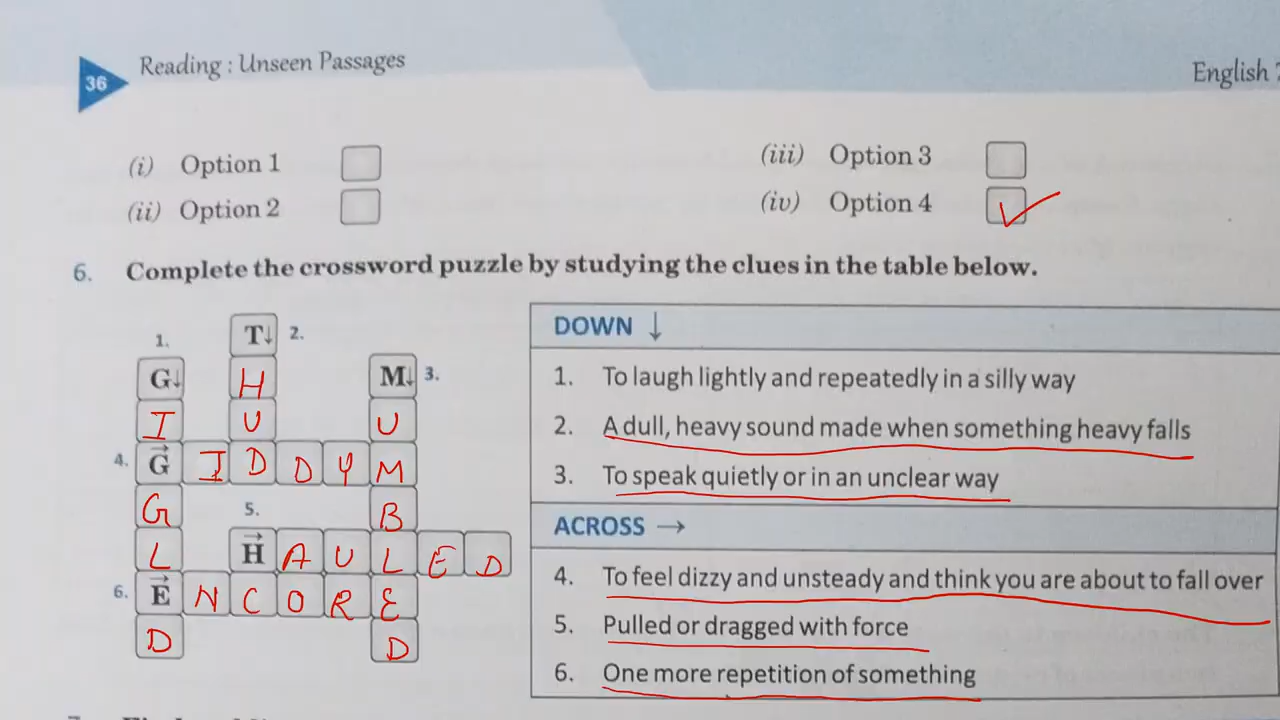 36 Reading : Unseen Passages
English 7
(i) Option 1
(iii) Option 3
(ii) Option 2
(iv) Option 4
6. Complete the crossword puzzle by studying the clues in the table below.
1. T↓ 2.
G↓ H M↓ 3.
I U U
4. G I D D Y M
G 5. B
L H A U L E D
6. E N C O R E
D D
DOWN ↓
1. To laugh lightly and repeatedly in a silly way
2. A dull, heavy sound made when something heavy falls
3. To speak quietly or in an unclear way
ACROSS →
4. To feel dizzy and unsteady and think you are about to fall over
5. Pulled or dragged with force
6. One more repetition of something